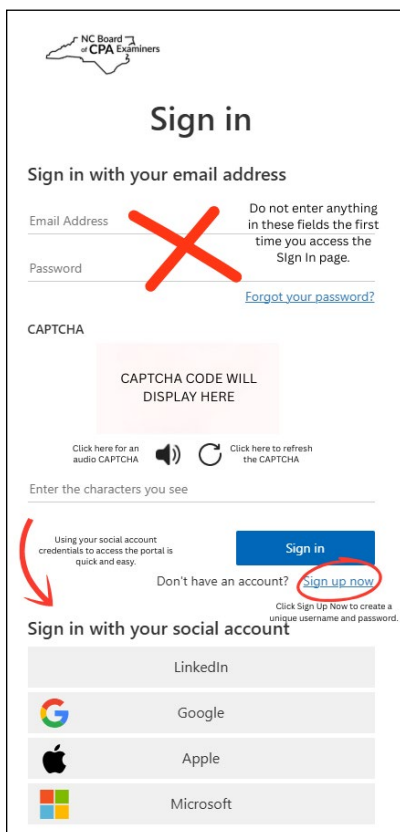 NC Board
of CPA Examiners
Sign in
Sign in with your email address
Email Address
Do not enter anything
in these fields the first
time you access the
SIgn In page.
Password
Forgot your password?
CAPTCHA
CAPTCHA CODE WILL
DISPLAY HERE
Click here for an
audio CAPTCHA
Click here to refresh
the CAPTCHA
Enter the characters you see
Using your social account
credentials to access the portal is
quick and easy.
Sign in
Don't have an account? Sign up now
Click Sign Up Now to create a
unique username and password.
Sign in with your social account
LinkedIn
Google
Apple
Microsoft